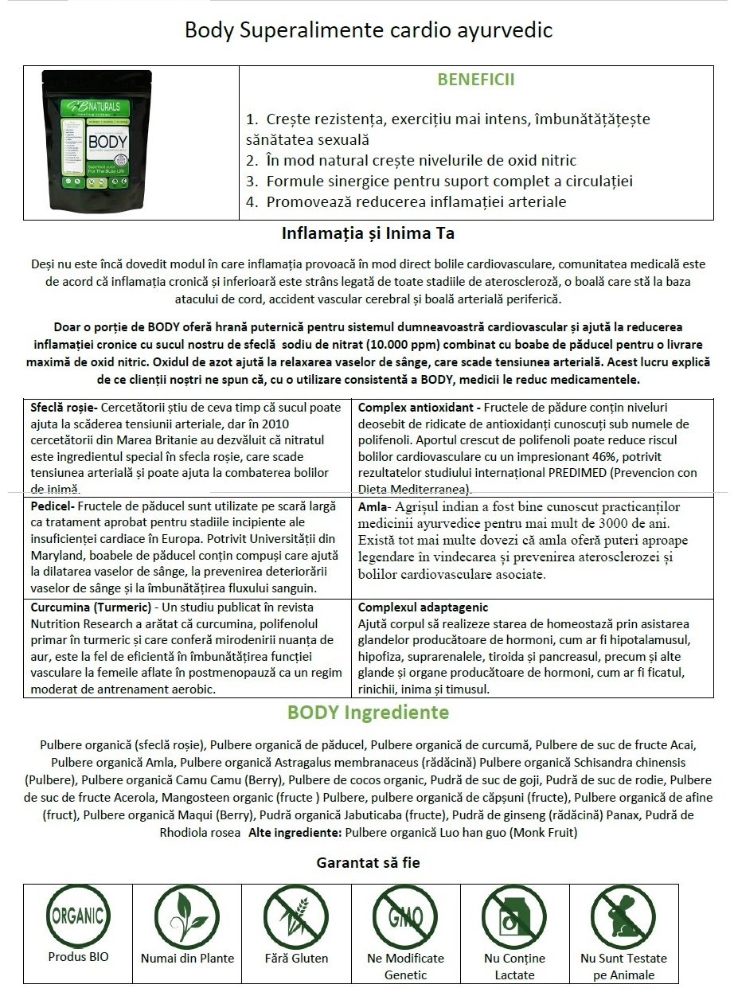 Body Superalimente cardio ayurvedic
NATURALS
BODY
For The Busy Life
BENEFICII
1. Crește rezistența, exercițiu mai intens, îmbunătățățește
sănătatea sexuală
2. În mod natural crește nivelurile de oxid nitric
3. Formule sinergice pentru suport complet a circulației
4. Promovează reducerea inflamației arteriale
Inflamația și Inima Ta
Deși nu este încă dovedit modul în care inflamația provoacă în mod direct bolile cardiovasculare, comunitatea medicală este
de acord că inflamația cronică și inferioară este strâns legată de toate stadiile de ateroscleroză, o boală care stă la baza
atacului de cord, accident vascular cerebral și boală arterială periferică.
Doar o porție de BODY oferă hrană puternică pentru sistemul dumneavoastră cardiovascular și ajută la reducerea
inflamației cronice cu sucul nostru de sfeclă sodiu de nitrat (10.000 ppm) combinat cu boabe de păducel pentru o livrare
maximă de oxid nitric. Oxidul de azot ajută la relaxarea vaselor de sânge, care scade tensiunea arterială. Acest lucru explică
de ce clienții noștri ne spun că, cu o utilizare consistentă a BODY, medicii le reduc medicamentele.
Sfeclă roșie- Cercetătorii știu de ceva timp că sucul poate
ajuta la scăderea tensiunii arteriale, dar în 2010
cercetătorii din Marea Britanie au dezvăluit că nitratul
este ingredientul special în sfecla roșie, care scade
tensiunea arterială și poate ajuta la combaterea bolilor
de inimă.
Complex antioxidant - Fructele de pădure conțin niveluri
deosebit de ridicate de antioxidanți cunoscuți sub numele de
polifenoli. Aportul crescut de polifenoli poate reduce riscul
bolilor cardiovasculare cu un impresionant 46%, potrivit
rezultatelor studiului internațional PREDIMED (Prevencion con
Dieta Mediterranea).
Pedicel- Fructele de păducel sunt utilizate pe scară largă
ca tratament aprobat pentru stadiile incipiente ale
insuficienței cardiace în Europa. Potrivit Universității din
Maryland, boabele de păducel conțin compuși care ajută
la dilatarea vaselor de sânge, la prevenirea deteriorării
vaselor de sânge și la îmbunătățirea fluxului sanguin.
Amla- Agrișul indian a fost bine cunoscut practicanților
medicinii ayurvedice pentru mai mult de 3000 de ani.
Există tot mai multe dovezi că amla oferă puteri aproape
legendare în vindecarea și prevenirea aterosclerozei și
bolilor cardiovasculare asociate.
Curcumina (Turmeric) - Un studiu publicat în revista
Nutrition Research a arătat că curcumina, polifenolul
primar în turmeric și care conferă mirodenirii nuanța de
aur, este la fel de eficientă în îmbunătățirea funcției
vasculare la femeile aflate în postmenopauză ca un regim
moderat de antrenament aerobic.
Complexul adaptagenic
Ajută corpul să realizeze starea de homeostază prin asistarea
glandelor producătoare de hormoni, cum ar fi hipotalamusul,
hipofiza, suprarenalele, tiroida și pancreasul, precum și alte
glande și organe producătoare de hormoni, cum ar fi ficatul,
rinichii, inima și timusul.
BODY Ingrediente
Pulbere organică (sfeclă roșie), Pulbere organică de păducel, Pulbere organică de curcumă, Pulbere de suc de fructe Acai,
Pulbere organică Amla, Pulbere organică Astragalus membranaceus (rădăcină) Pulbere organică Schisandra chinensis
(Pulbere), Pulbere organică Camu Camu (Berry), Pulbere de cocos organic, Pudră de suc de goji, Pudră de suc de rodie, Pulbere
de suc de fructe Acerola, Mangosteen organic (fructe ) Pulbere, pulbere organică de căpșuni (fructe), Pulbere organică de afine
(fruct), Pulbere organică Maqui (Berry), Pudră organică Jabuticaba (fructe), Pudră de ginseng (rădăcină) Panax, Pudră de
Rhodiola rosea Alte ingrediente: Pulbere organică Luo han guo (Monk Fruit)
Garantat să fie
ORGANIC
Produs BIO
Numai din Plante
Fără Gluten
GMO
Ne Modificate
Genetic
Nu Conține
Lactate
Nu Sunt Testate
pe Animale